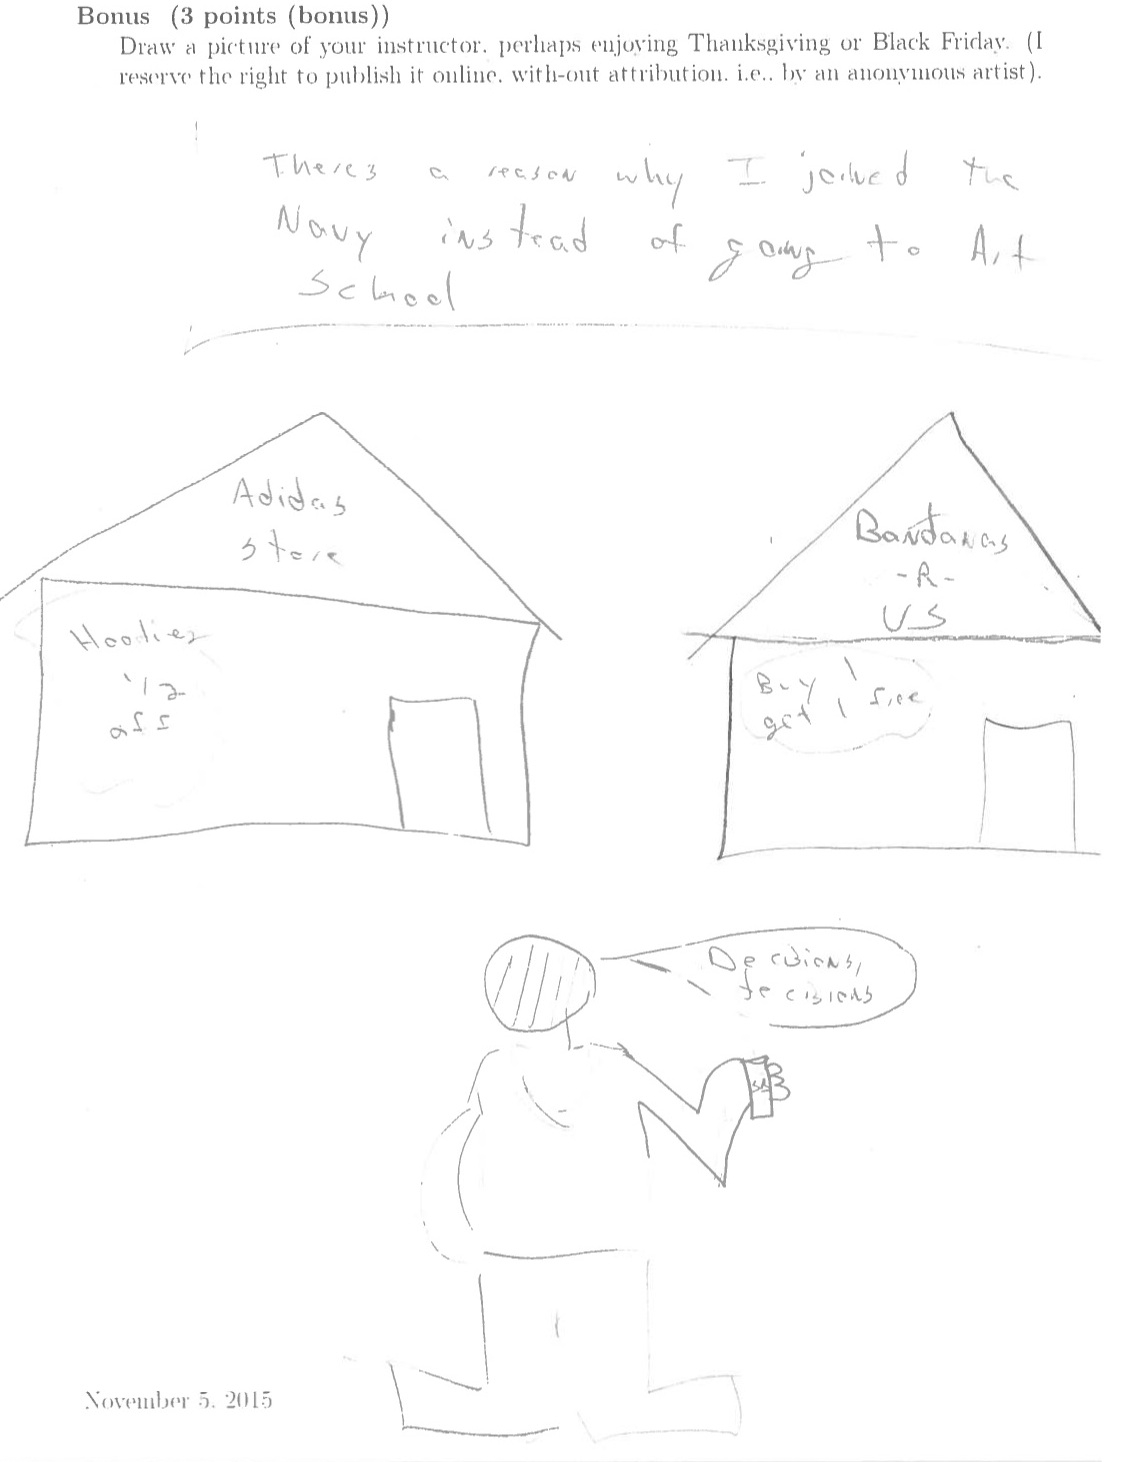 Bonus (3 points (bonus))
Draw a picture of your instructor, perhaps enjoying Thanksgiving or Black Friday. (I
reserve the right to publish it online, with-out attribution, i.e., by an anonymous artist).
Theres a reason why I joined the
Navy instead of going to Art
School
Adidas
Store
Hoodies
1/2
off
Bandanas
-R-
US
Buy 1
get 1 free
Decisions,
decisions
November 5, 2015